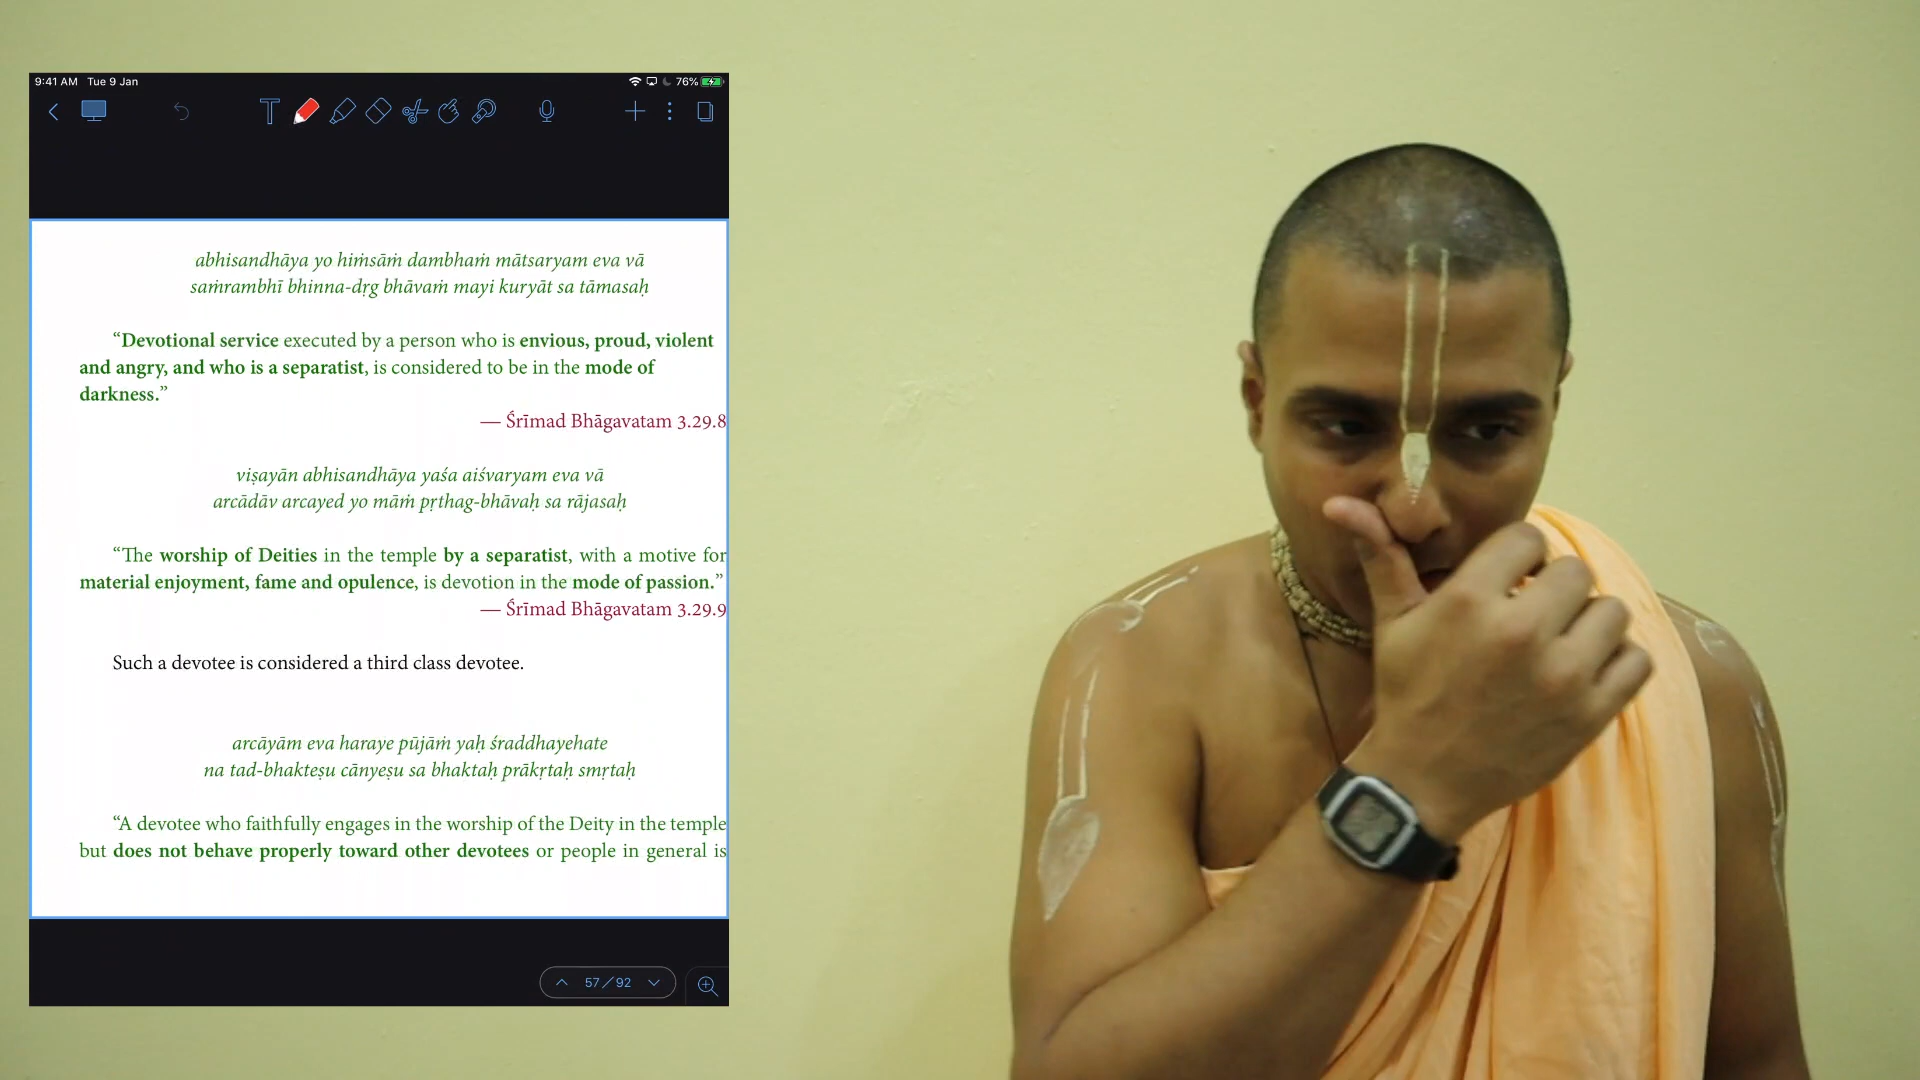 9:41 AM Tue 9 Jan
76%
T
abhisandhāya yo hiṁsāṁ dambhaṁ mātsaryam eva vā
saṁrambhī bhinna-dṛg bhāvaṁ mayi kuryāt sa tāmasaḥ
“Devotional service executed by a person who is envious, proud, violent
and angry, and who is a separatist, is considered to be in the mode of
darkness.”
— Śrīmad Bhāgavatam 3.29.8
viṣayān abhisandhāya yaśa aiśvaryam eva vā
arcādāv arcayed yo māṁ pṛthag-bhāvaḥ sa rājasaḥ
“The worship of Deities in the temple by a separatist, with a motive for
material enjoyment, fame and opulence, is devotion in the mode of passion.”
— Śrīmad Bhāgavatam 3.29.9
Such a devotee is considered a third class devotee.
arcāyām eva haraye pūjāṁ yaḥ śraddhayehate
na tad-bhakteṣu cānyeṣu sa bhaktaḥ prākṛtaḥ smṛtaḥ
“A devotee who faithfully engages in the worship of the Deity in the temple
but does not behave properly toward other devotees or people in general is
57/92